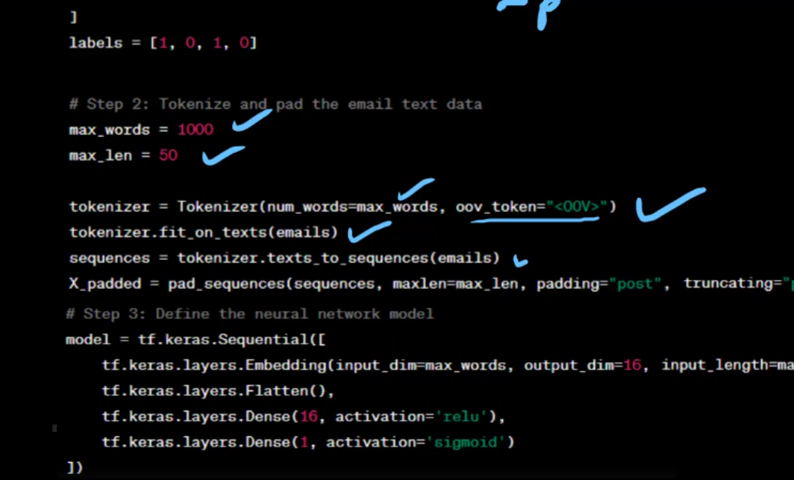 ]
labels = [1, 0, 1, 0]
# Step 2: Tokenize and pad the email text data
max_words = 1000
max_len = 50
tokenizer = Tokenizer(num_words=max_words, oov_token="<OOV>")
tokenizer.fit_on_texts(emails)
sequences = tokenizer.texts_to_sequences(emails)
X_padded = pad_sequences(sequences, maxlen=max_len, padding="post", truncating="
# Step 3: Define the neural network model
model = tf.keras.Sequential([
tf.keras.layers.Embedding(input_dim=max_words, output_dim=16, input_length=ma
tf.keras.layers.Flatten(),
tf.keras.layers.Dense(16, activation='relu'),
tf.keras.layers.Dense(1, activation='sigmoid')
])